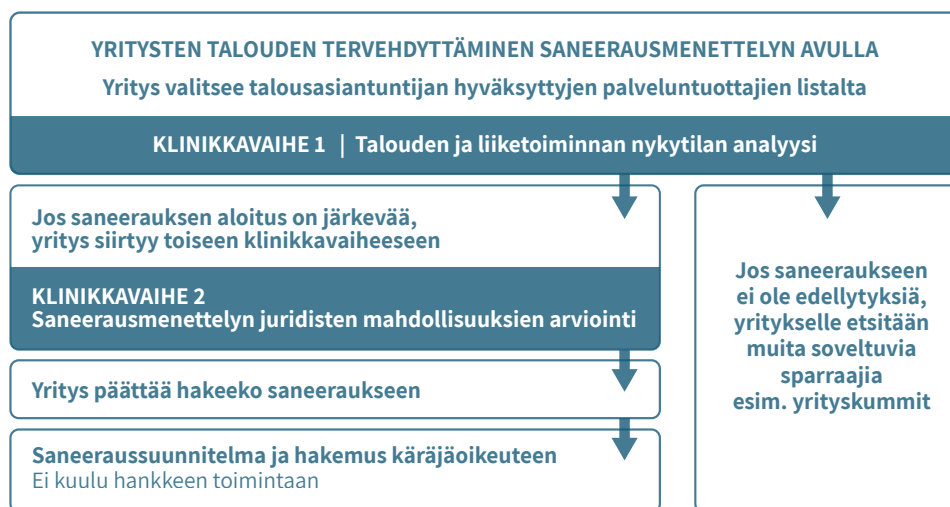 YRITYSTEN TALOUDEN TERVEHDYTTÄMINEN SANEERAUSMENETTELYN AVULLA
Yritys valitsee talousasiantuntijan hyväksyttyjen palveluntuottajien listalta
KLINIKKAVAIHE 1 | Talouden ja liiketoiminnan nykytilan analyysi
Jos saneerauksen aloitus on järkevää,
yritys siirtyy toiseen klinikkavaiheeseen
KLINIKKAVAIHE 2
Saneerausmenettelyn juridisten mahdollisuuksien arviointi
Yritys päättää hakeeko saneeraukseen
Saneeraussuunnitelma ja hakemus käräjäoikeuteen
Ei kuulu hankkeen toimintaan
Jos saneeraukseen
ei ole edellytyksiä,
yritykselle etsitään
muita soveltuvia
sparraajia
esim. yrityskummit